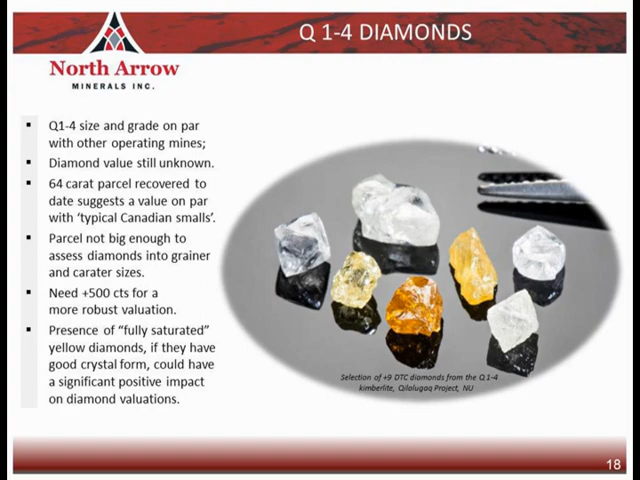 Q 1-4 DIAMONDS
North Arrow
MINERALS INC.
▪ Q1-4 size and grade on par
with other operating mines;
▪ Diamond value still unknown.
▪ 64 carat parcel recovered to
date suggests a value on par
with ‘typical Canadian smalls’.
▪ Parcel not big enough to
assess diamonds into grainer
and carater sizes.
▪ Need +500 cts for a
more robust valuation.
▪ Presence of “fully saturated”
yellow diamonds, if they have
good crystal form, could have
a significant positive impact
on diamond valuations.
Selection of +9 DTC diamonds from the Q 1-4
kimberlite, Qilalugaq Project, NU
18